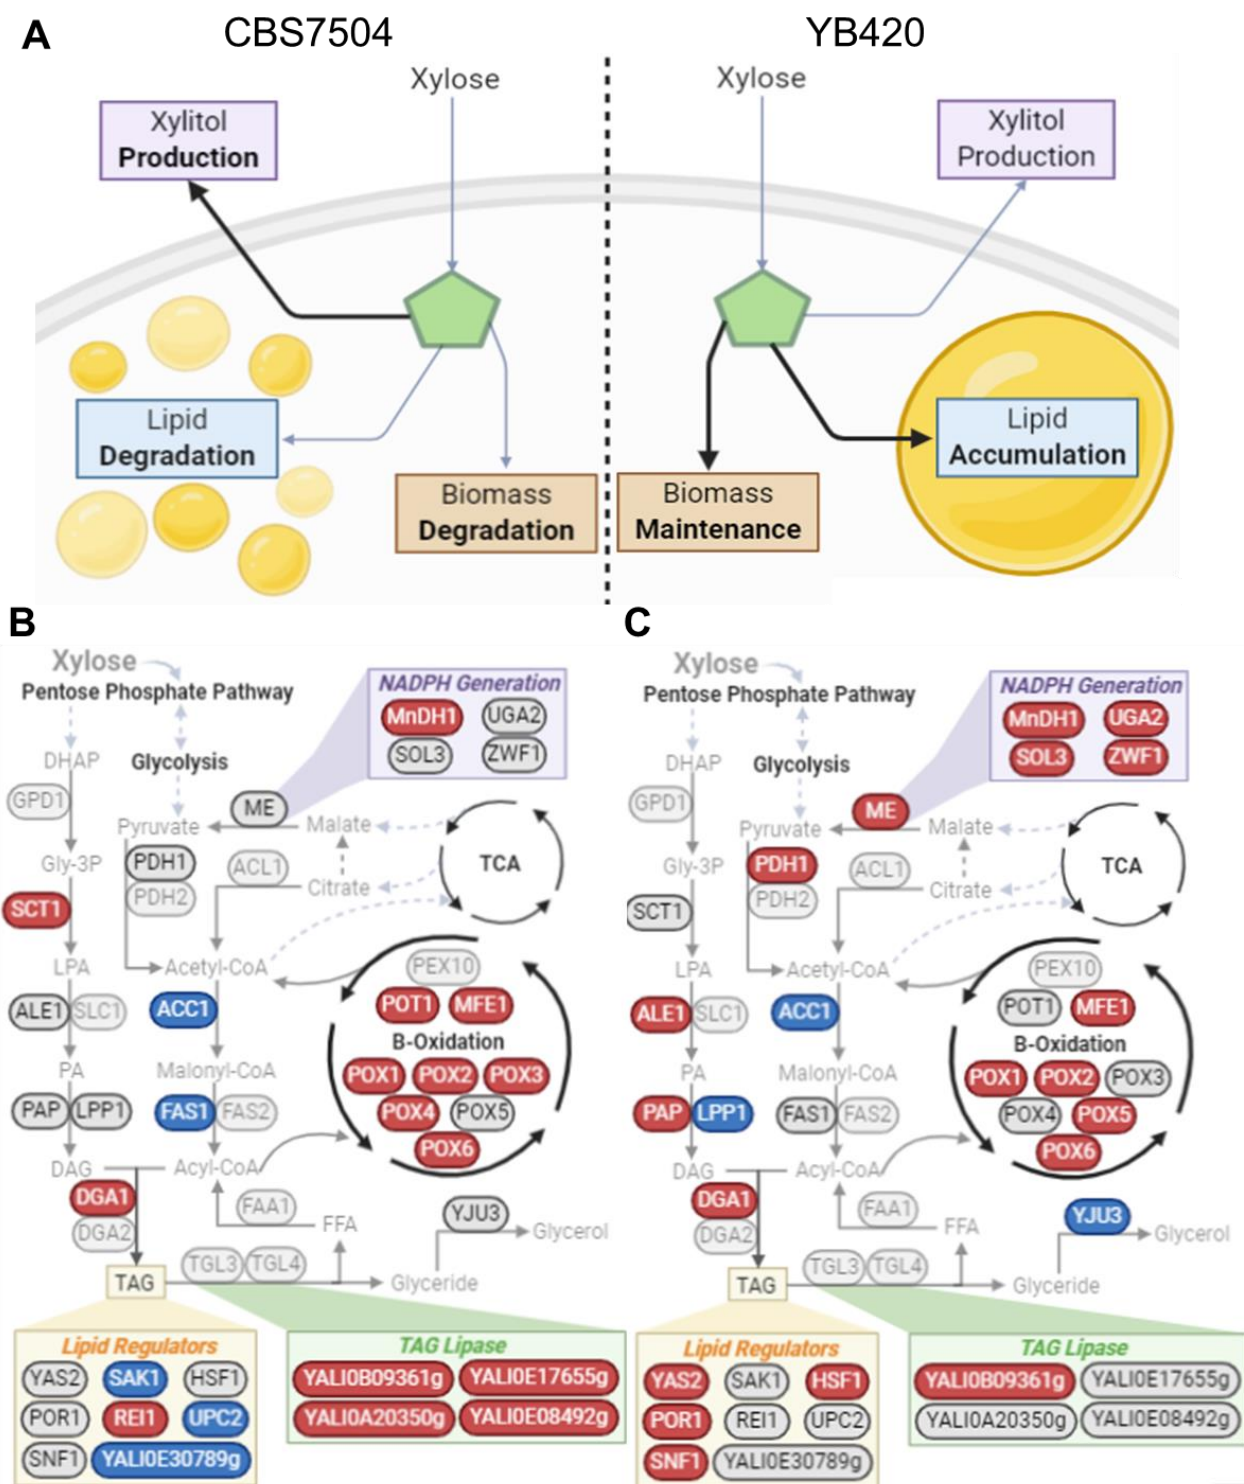 A
CBS7504
YB420
Xylose
Xylose
Xylitol
Production
Xylitol
Production
Lipid
Degradation
Lipid
Accumulation
Biomass
Degradation
Biomass
Maintenance
B
Xylose
Pentose Phosphate Pathway
NADPH Generation
MnDH1 UGA2
SOL3 ZWF1
DHAP
Glycolysis
GPD1
ME
Pyruvate
Malate
Gly-3P
PDH1
ACL1
TCA
PDH2
Citrate
SCT1
LPA
Acetyl-CoA
PEX10
ALE1 SLC1
ACC1
POT1 MFE1
B-Oxidation
PA
Malonyl-CoA
POX1 POX2 POX3
PAP LPP1
FAS1 FAS2
POX4 POX5
POX6
DAG
Acyl-CoA
DGA1
FAA1
YJU3
DGA2
FFA
Glycerol
TGL3 TGL4
TAG
Glyceride
Lipid Regulators
YAS2 SAK1 HSF1
POR1 REI1 UPC2
SNF1 YALI0E30789g
TAG Lipase
YALI0B09361g YALI0E17655g
YALI0A20350g YALI0E08492g
C
Xylose
Pentose Phosphate Pathway
NADPH Generation
MnDH1 UGA2
SOL3 ZWF1
DHAP
Glycolysis
GPD1
ME
Pyruvate
Malate
Gly-3P
PDH1
ACL1
TCA
PDH2
Citrate
SCT1
LPA
Acetyl-CoA
PEX10
ALE1 SLC1
ACC1
POT1 MFE1
B-Oxidation
PA
Malonyl-CoA
POX1 POX2 POX3
PAP LPP1
FAS1 FAS2
POX4 POX5
POX6
DAG
Acyl-CoA
DGA1
FAA1
YJU3
DGA2
FFA
Glycerol
TGL3 TGL4
TAG
Glyceride
Lipid Regulators
YAS2 SAK1 HSF1
POR1 REI1 UPC2
SNF1 YALI0E30789g
TAG Lipase
YALI0B09361g YALI0E17655g
YALI0A20350g YALI0E08492g